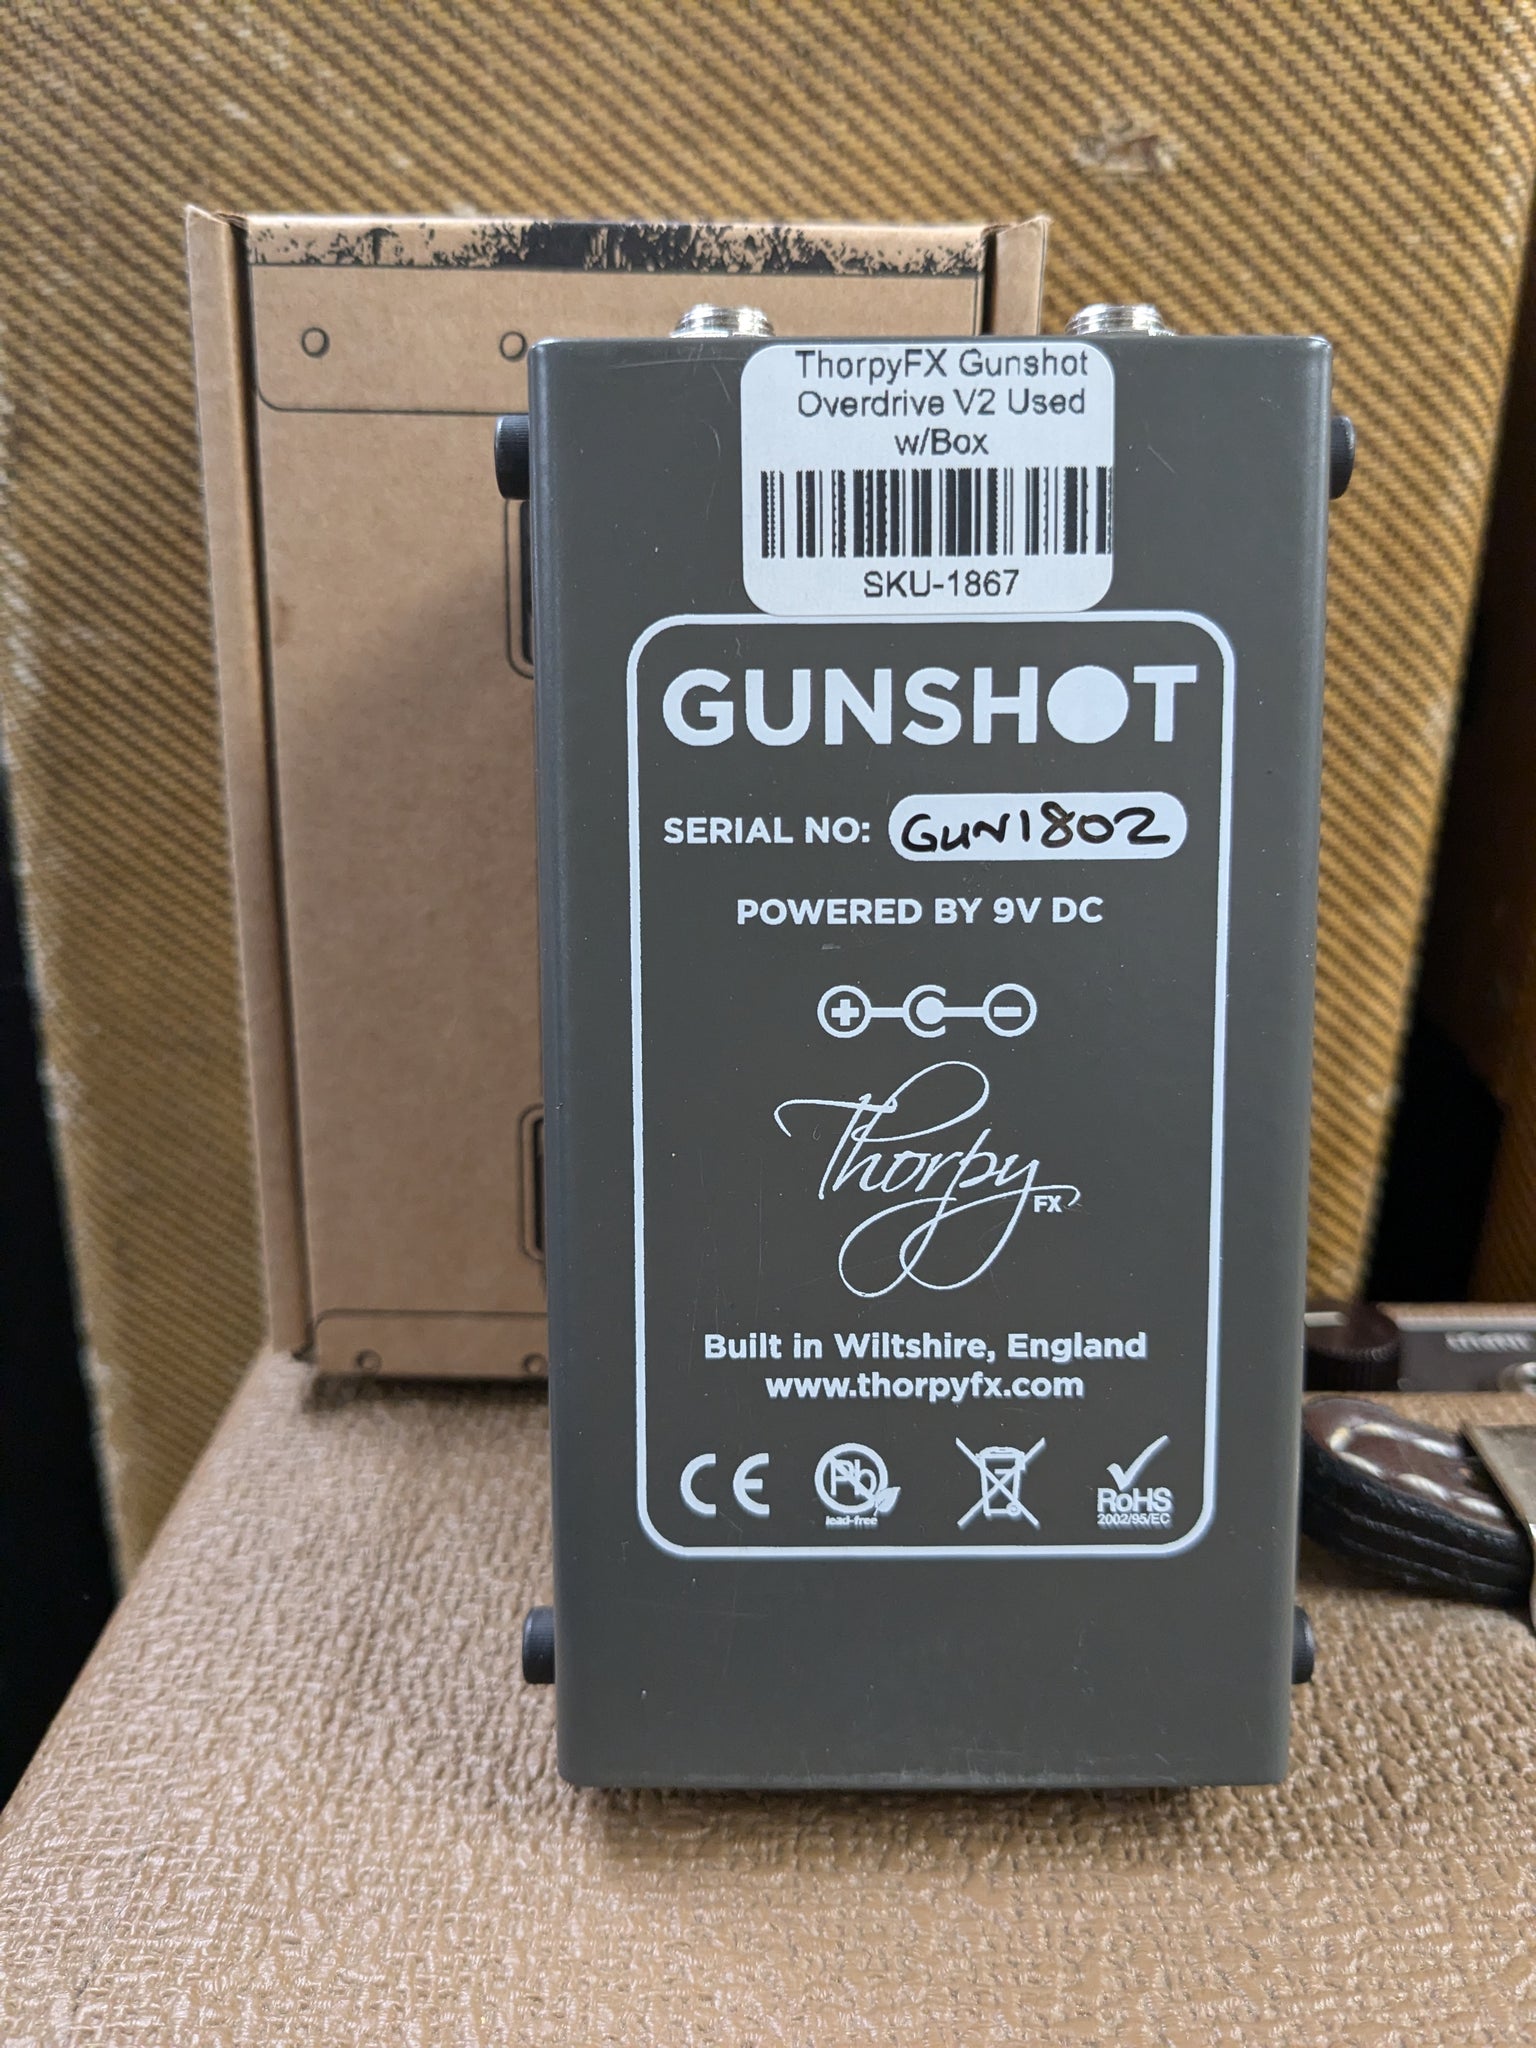 ThorpyFX Gunshot
Overdrive V2 Used
w/Box
SKU-1867
GUNSHOT
SERIAL NO: GUN1802
POWERED BY 9V DC
Thorpy FX
Built in Wiltshire, England
www.thorpyfx.com
CE Pb RoHS
lead-free 2002/95/EC